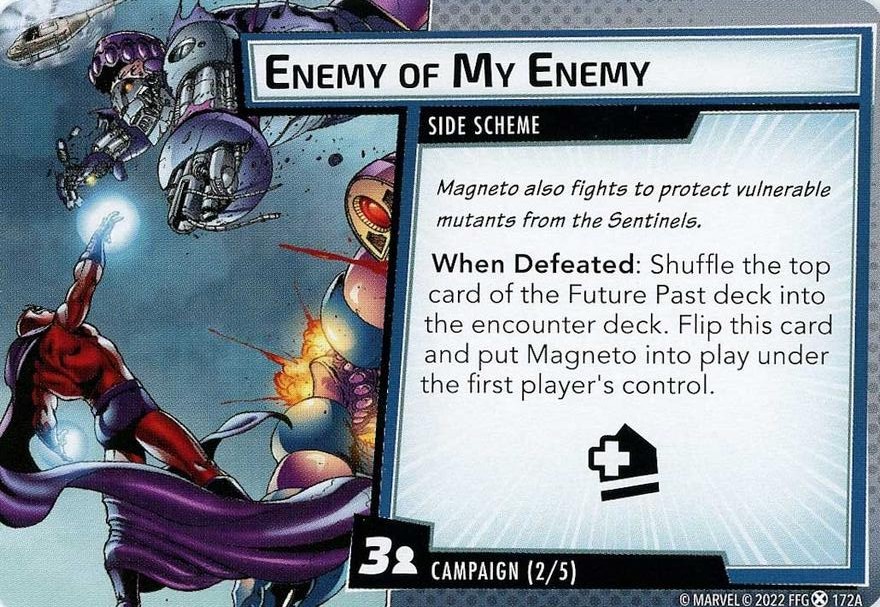 ENEMY OF MY ENEMY
SIDE SCHEME
Magneto also fights to protect vulnerable
mutants from the Sentinels.
When Defeated: Shuffle the top
card of the Future Past deck into
the encounter deck. Flip this card
and put Magneto into play under
the first player's control.
3
CAMPAIGN (2/5)
© MARVEL © 2022 FFG 172A